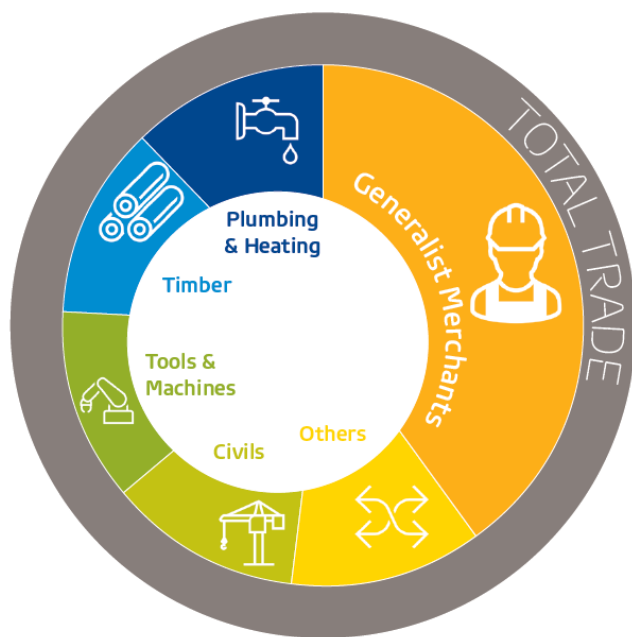 TOTAL TRADE
Generalist Merchants
Plumbing
& Heating
Timber
Tools &
Machines
Civils
Others